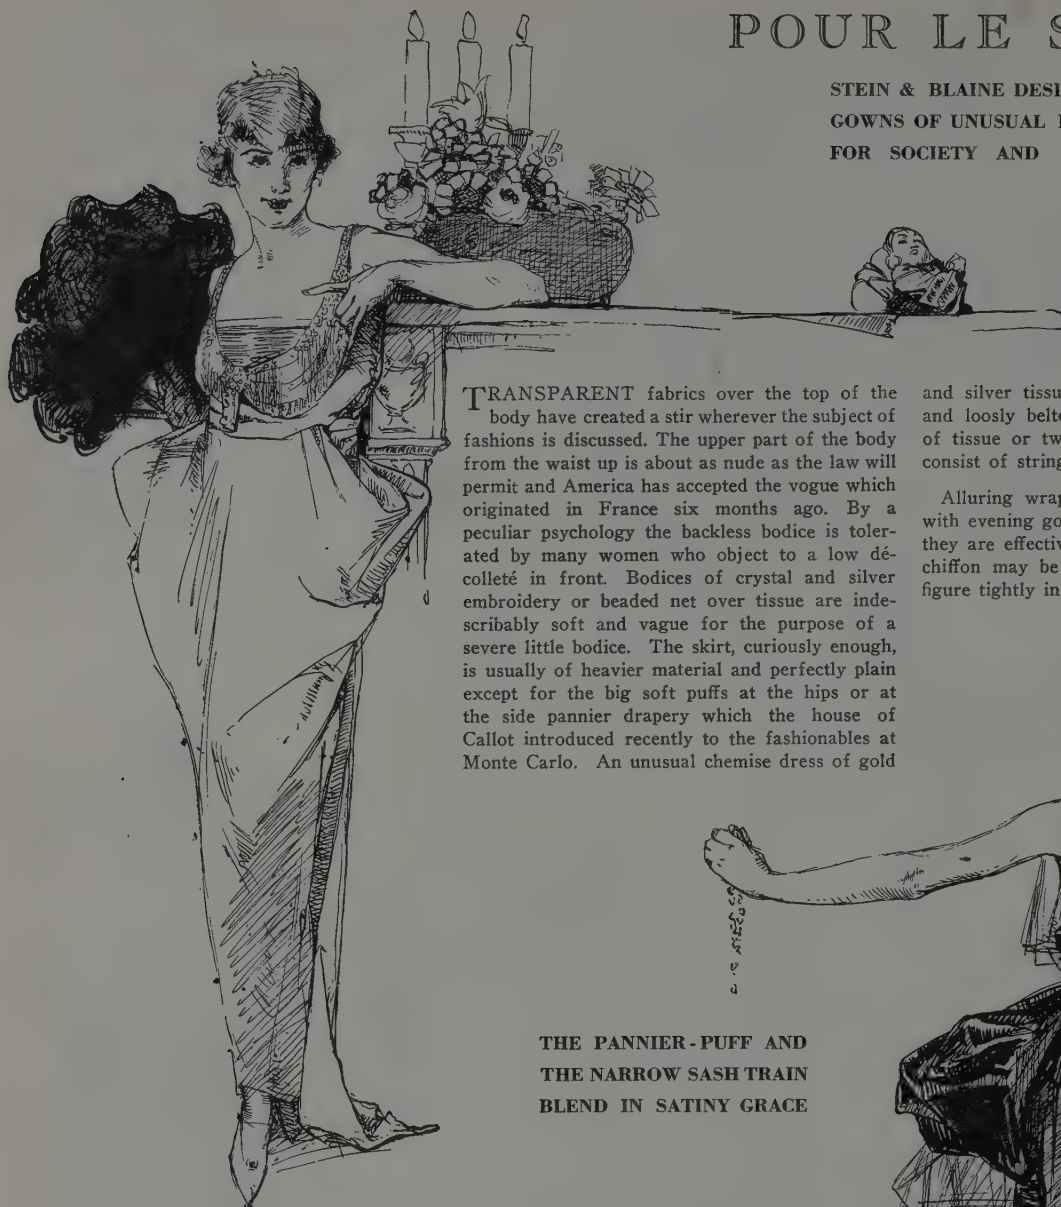 POUR LE
STEIN & BLAINE
GOWNS OF UNUSUAL
FOR SOCIETY AND
TRANSPARENT fabrics over the top of the
body have created a stir wherever the subject of
fashions is discussed. The upper part of the body
from the waist up is about as nude as the law will
permit and America has accepted the vogue which
originated in France six months ago. By a
peculiar psychology the backless bodice is toler-
ated by many women who object to a low dé-
colleté in front. Bodices of crystal and silver
embroidery or beaded net over tissue are inde-
scribably soft and vague for the purpose of a
severe little bodice. The skirt, curiously enough,
is usually of heavier material and perfectly plain
except for the big soft puffs at the hips or at
the side pannier drapery which the house of
Callot introduced recently to the fashionables at
Monte Carlo. An unusual chemise dress of gold
and silver tissu
and loosly belte
of tissue or tw
consist of string
Alluring wrap
with evening go
they are effectiv
chiffon may be
figure tightly in
THE PANNIER-PUFF AND
THE NARROW SASH TRAIN
BLEND IN SATINY GRACE